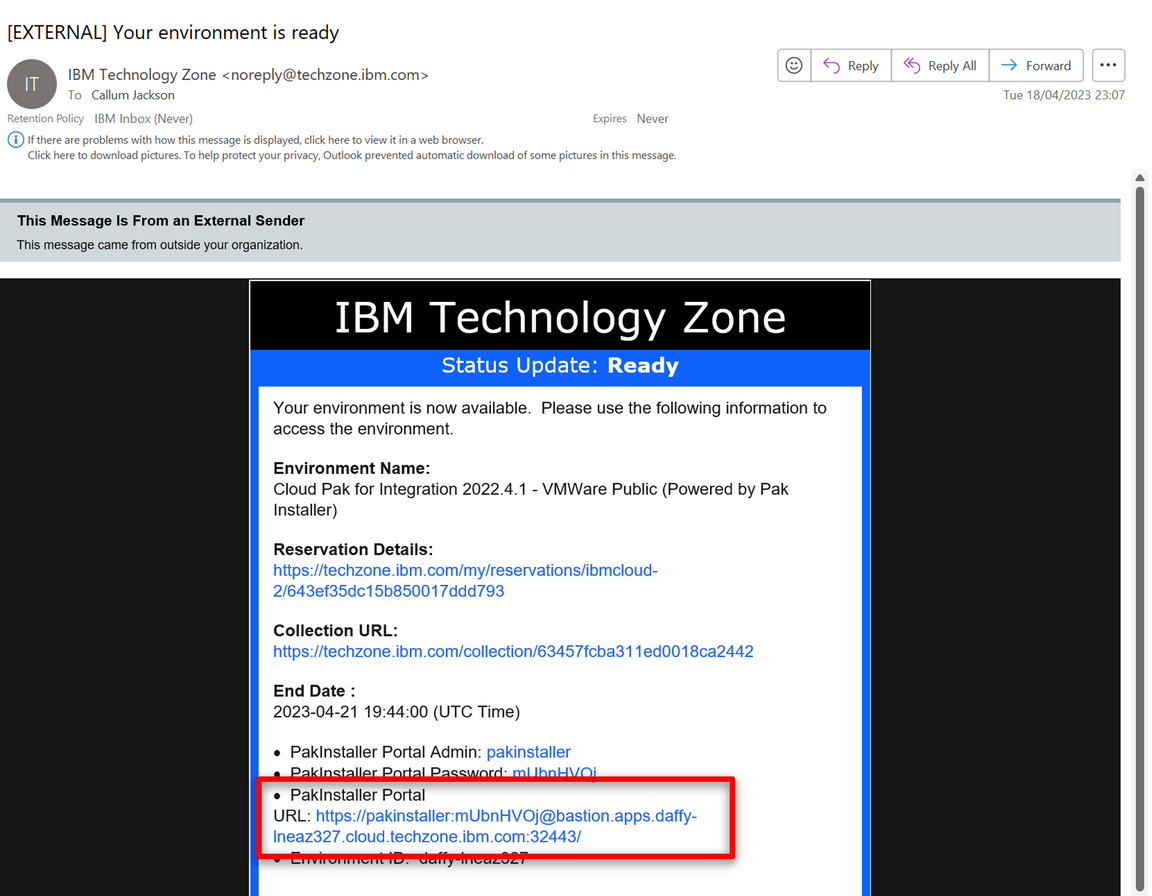 [EXTERNAL] Your environment is ready
IT
IBM Technology Zone <noreply@techzone.ibm.com>
To Callum Jackson
Reply
Reply All
Forward
Tue 18/04/2023 23:07
Retention Policy IBM Inbox (Never)
Expires Never
If there are problems with how this message is displayed, click here to view it in a web browser.
Click here to download pictures. To help protect your privacy, Outlook prevented automatic download of some pictures in this message.
This Message Is From an External Sender
This message came from outside your organization.
IBM Technology Zone
Status Update: Ready
Your environment is now available. Please use the following information to
access the environment.
Environment Name:
Cloud Pak for Integration 2022.4.1 - VMWare Public (Powered by Pak
Installer)
Reservation Details:
https://techzone.ibm.com/my/reservations/ibmcloud-
2/643ef35dc15b850017ddd793
Collection URL:
https://techzone.ibm.com/collection/63457fcba311ed0018ca2442
End Date :
2023-04-21 19:44:00 (UTC Time)
• PakInstaller Portal Admin: pakinstaller
• PakInstaller Portal Password: mUbnHVOj
• PakInstaller Portal
URL: https://pakinstaller:mUbnHVOj@bastion.apps.daffy-
lneaz327.cloud.techzone.ibm.com:32443/
• Environment ID: daffy-lneaz327